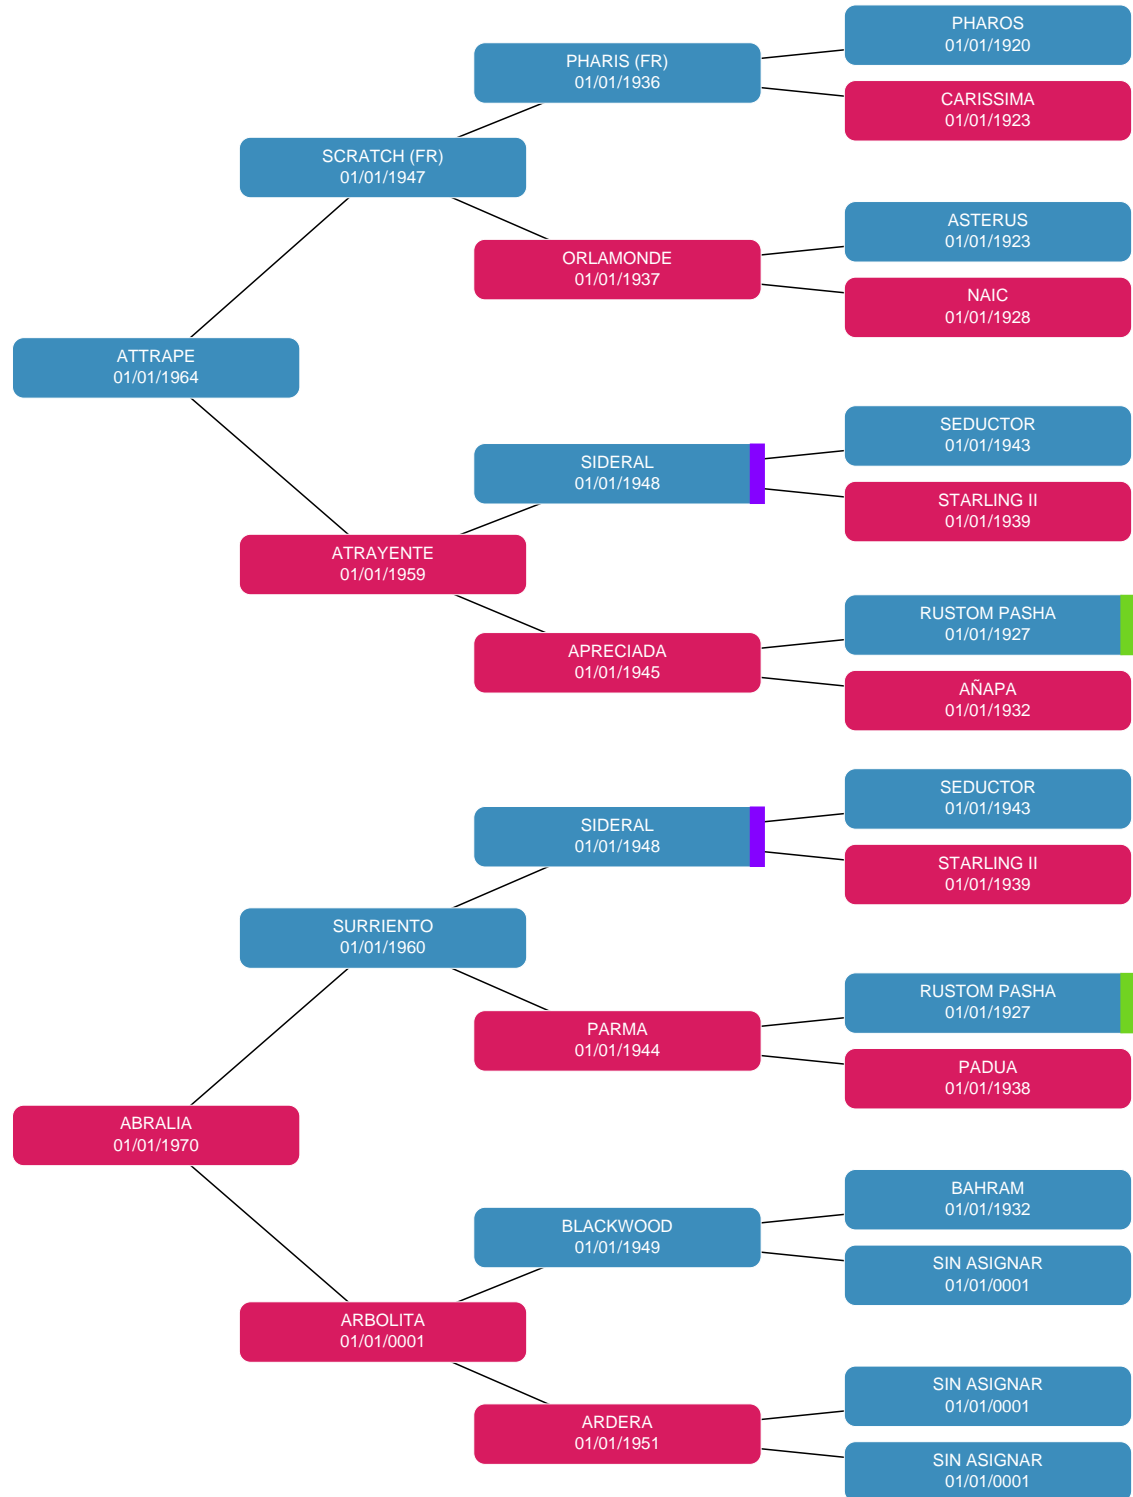 PHAROS
01/01/1920
PHARIS (FR)
01/01/1936
CARISSIMA
01/01/1923
SCRATCH (FR)
01/01/1947
ASTERUS
01/01/1923
ORLAMONDE
01/01/1937
NAIC
01/01/1928
ATTRAPE
01/01/1964
SEDUCTOR
01/01/1943
SIDERAL
01/01/1948
STARLING II
01/01/1939
ATRAYENTE
01/01/1959
RUSTOM PASHA
01/01/1927
APRECIADA
01/01/1945
AÑAPA
01/01/1932
SEDUCTOR
01/01/1943
SIDERAL
01/01/1948
STARLING II
01/01/1939
SURRIENTO
01/01/1960
RUSTOM PASHA
01/01/1927
PARMA
01/01/1944
PADUA
01/01/1938
ABRALIA
01/01/1970
BAHRAM
01/01/1932
BLACKWOOD
01/01/1949
SIN ASIGNAR
01/01/0001
ARBOLITA
01/01/0001
SIN ASIGNAR
01/01/0001
ARDERA
01/01/1951
SIN ASIGNAR
01/01/0001